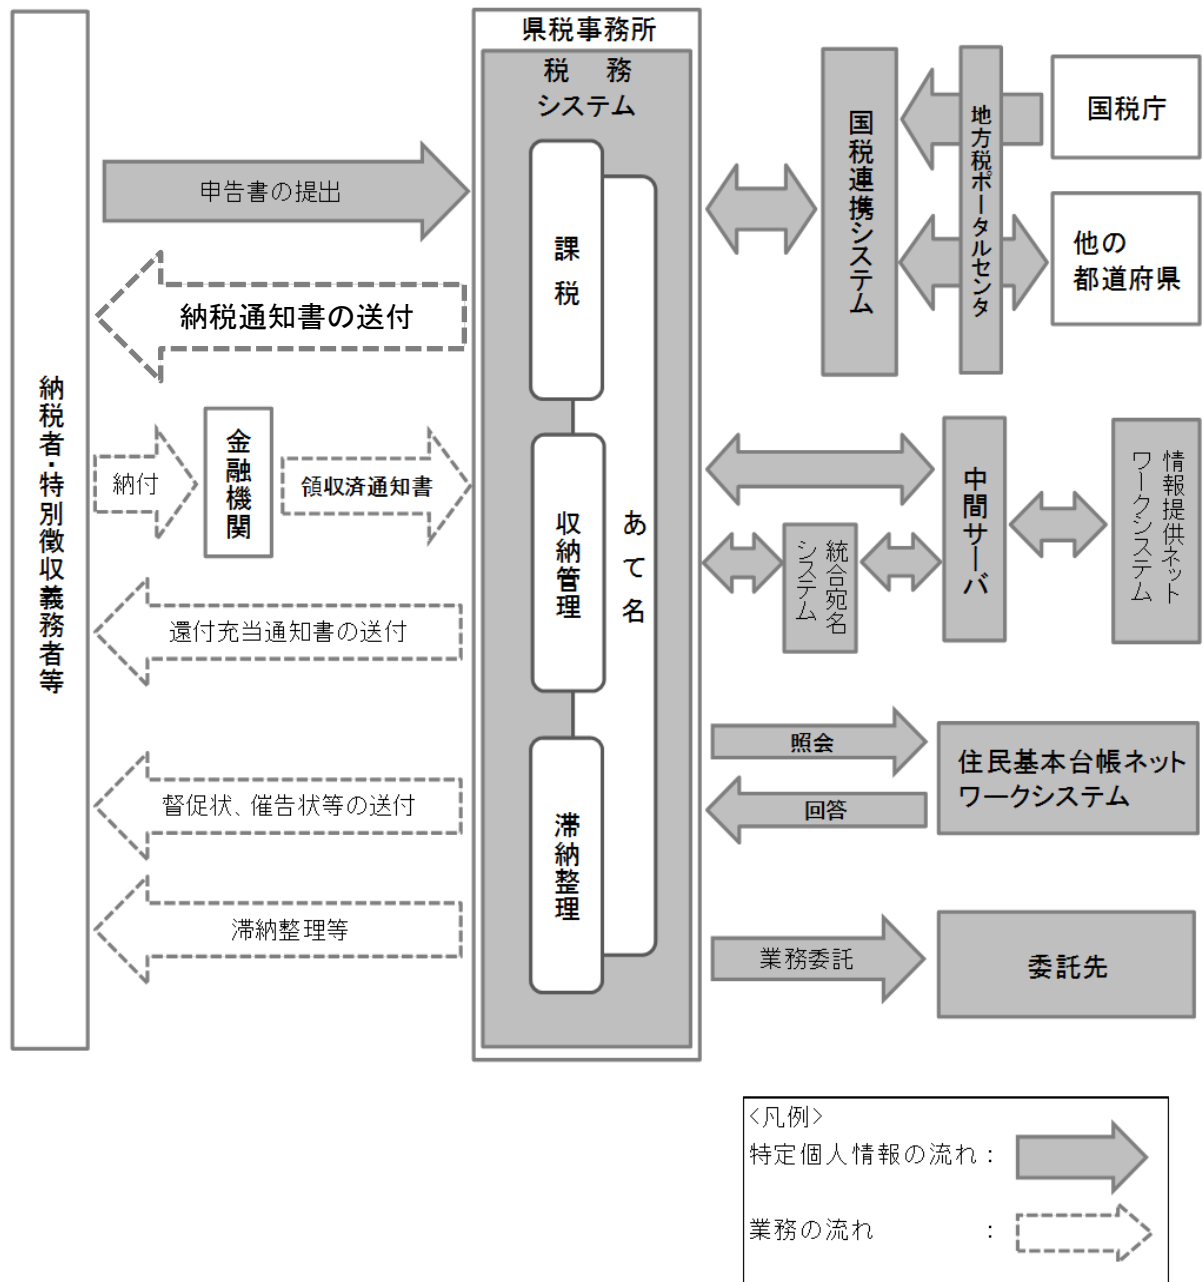 県税事務所
税 務
システム
課税
収納管理
滞納整理
あて名
納税者・特別徴収義務者等
申告書の提出
納税通知書の送付
納付
金融機関
領収済通知書
還付充当通知書の送付
督促状、催告状等の送付
滞納整理等
国税連携システム
地方税ポータルセンタ
国税庁
他の
都道府県
中間サーバ
統合宛名
システム
情報提供ネット
ワークシステム
照会
回答
住民基本台帳ネット
ワークシステム
業務委託
委託先
<凡例>
特定個人情報の流れ:
業務の流れ :